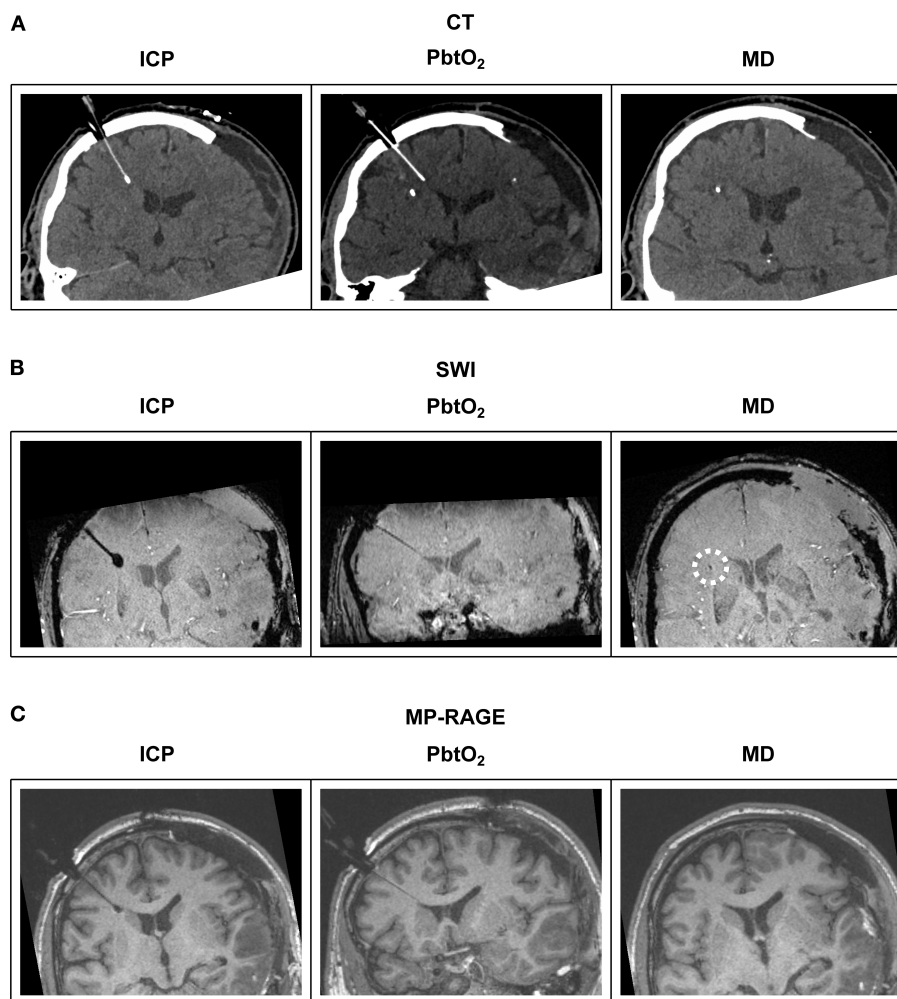 A
CT
ICP PbtO₂ MD
B
SWI
ICP PbtO₂ MD
C
MP-RAGE
ICP PbtO₂ MD